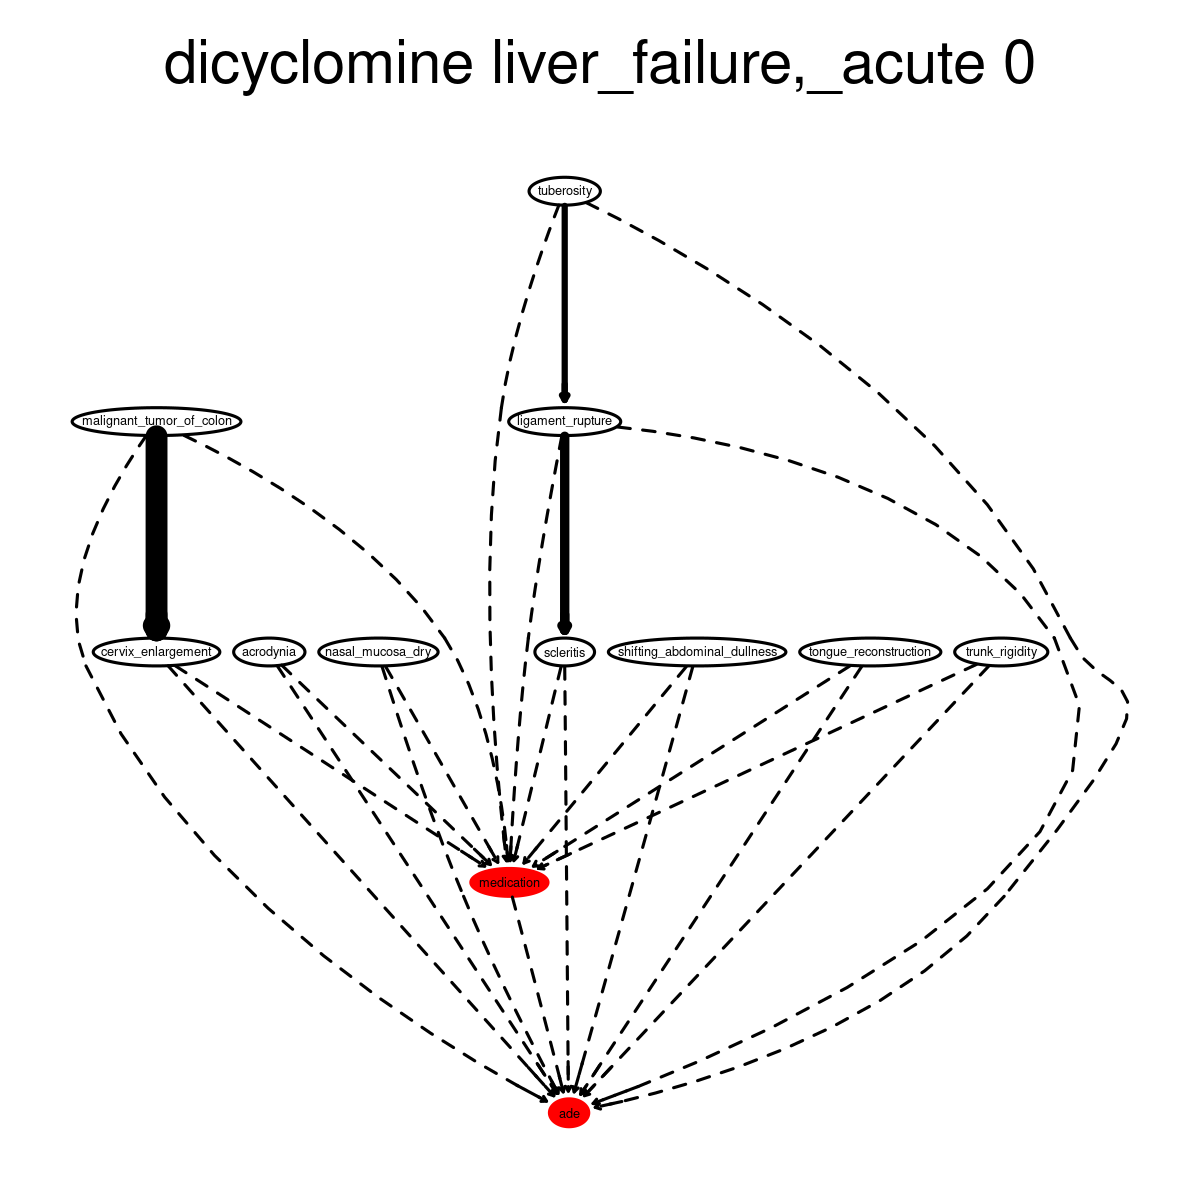 dicyclomine liver_failure,_acute 0
tuberosity
malignant_tumor_of_colon
ligament_rupture
cervix_enlargement
acrodynia
nasal_mucosa_dry
scleritis
shifting_abdominal_dullness
tongue_reconstruction
trunk_rigidity
medication
ade